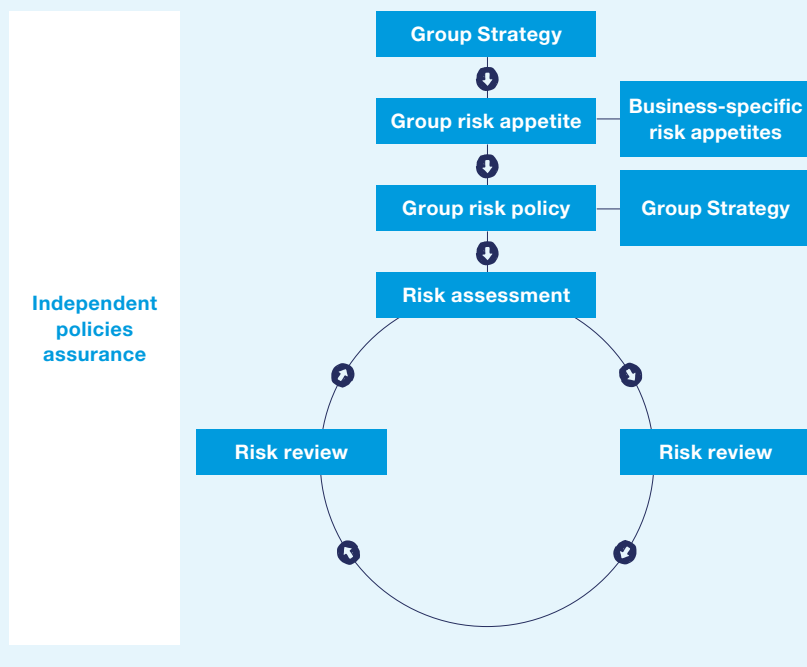 Group Strategy
Group risk appetite
Business-specific
risk appetites
Group risk policy
Group Strategy
Risk assessment
Independent
policies
assurance
Risk review
Risk review